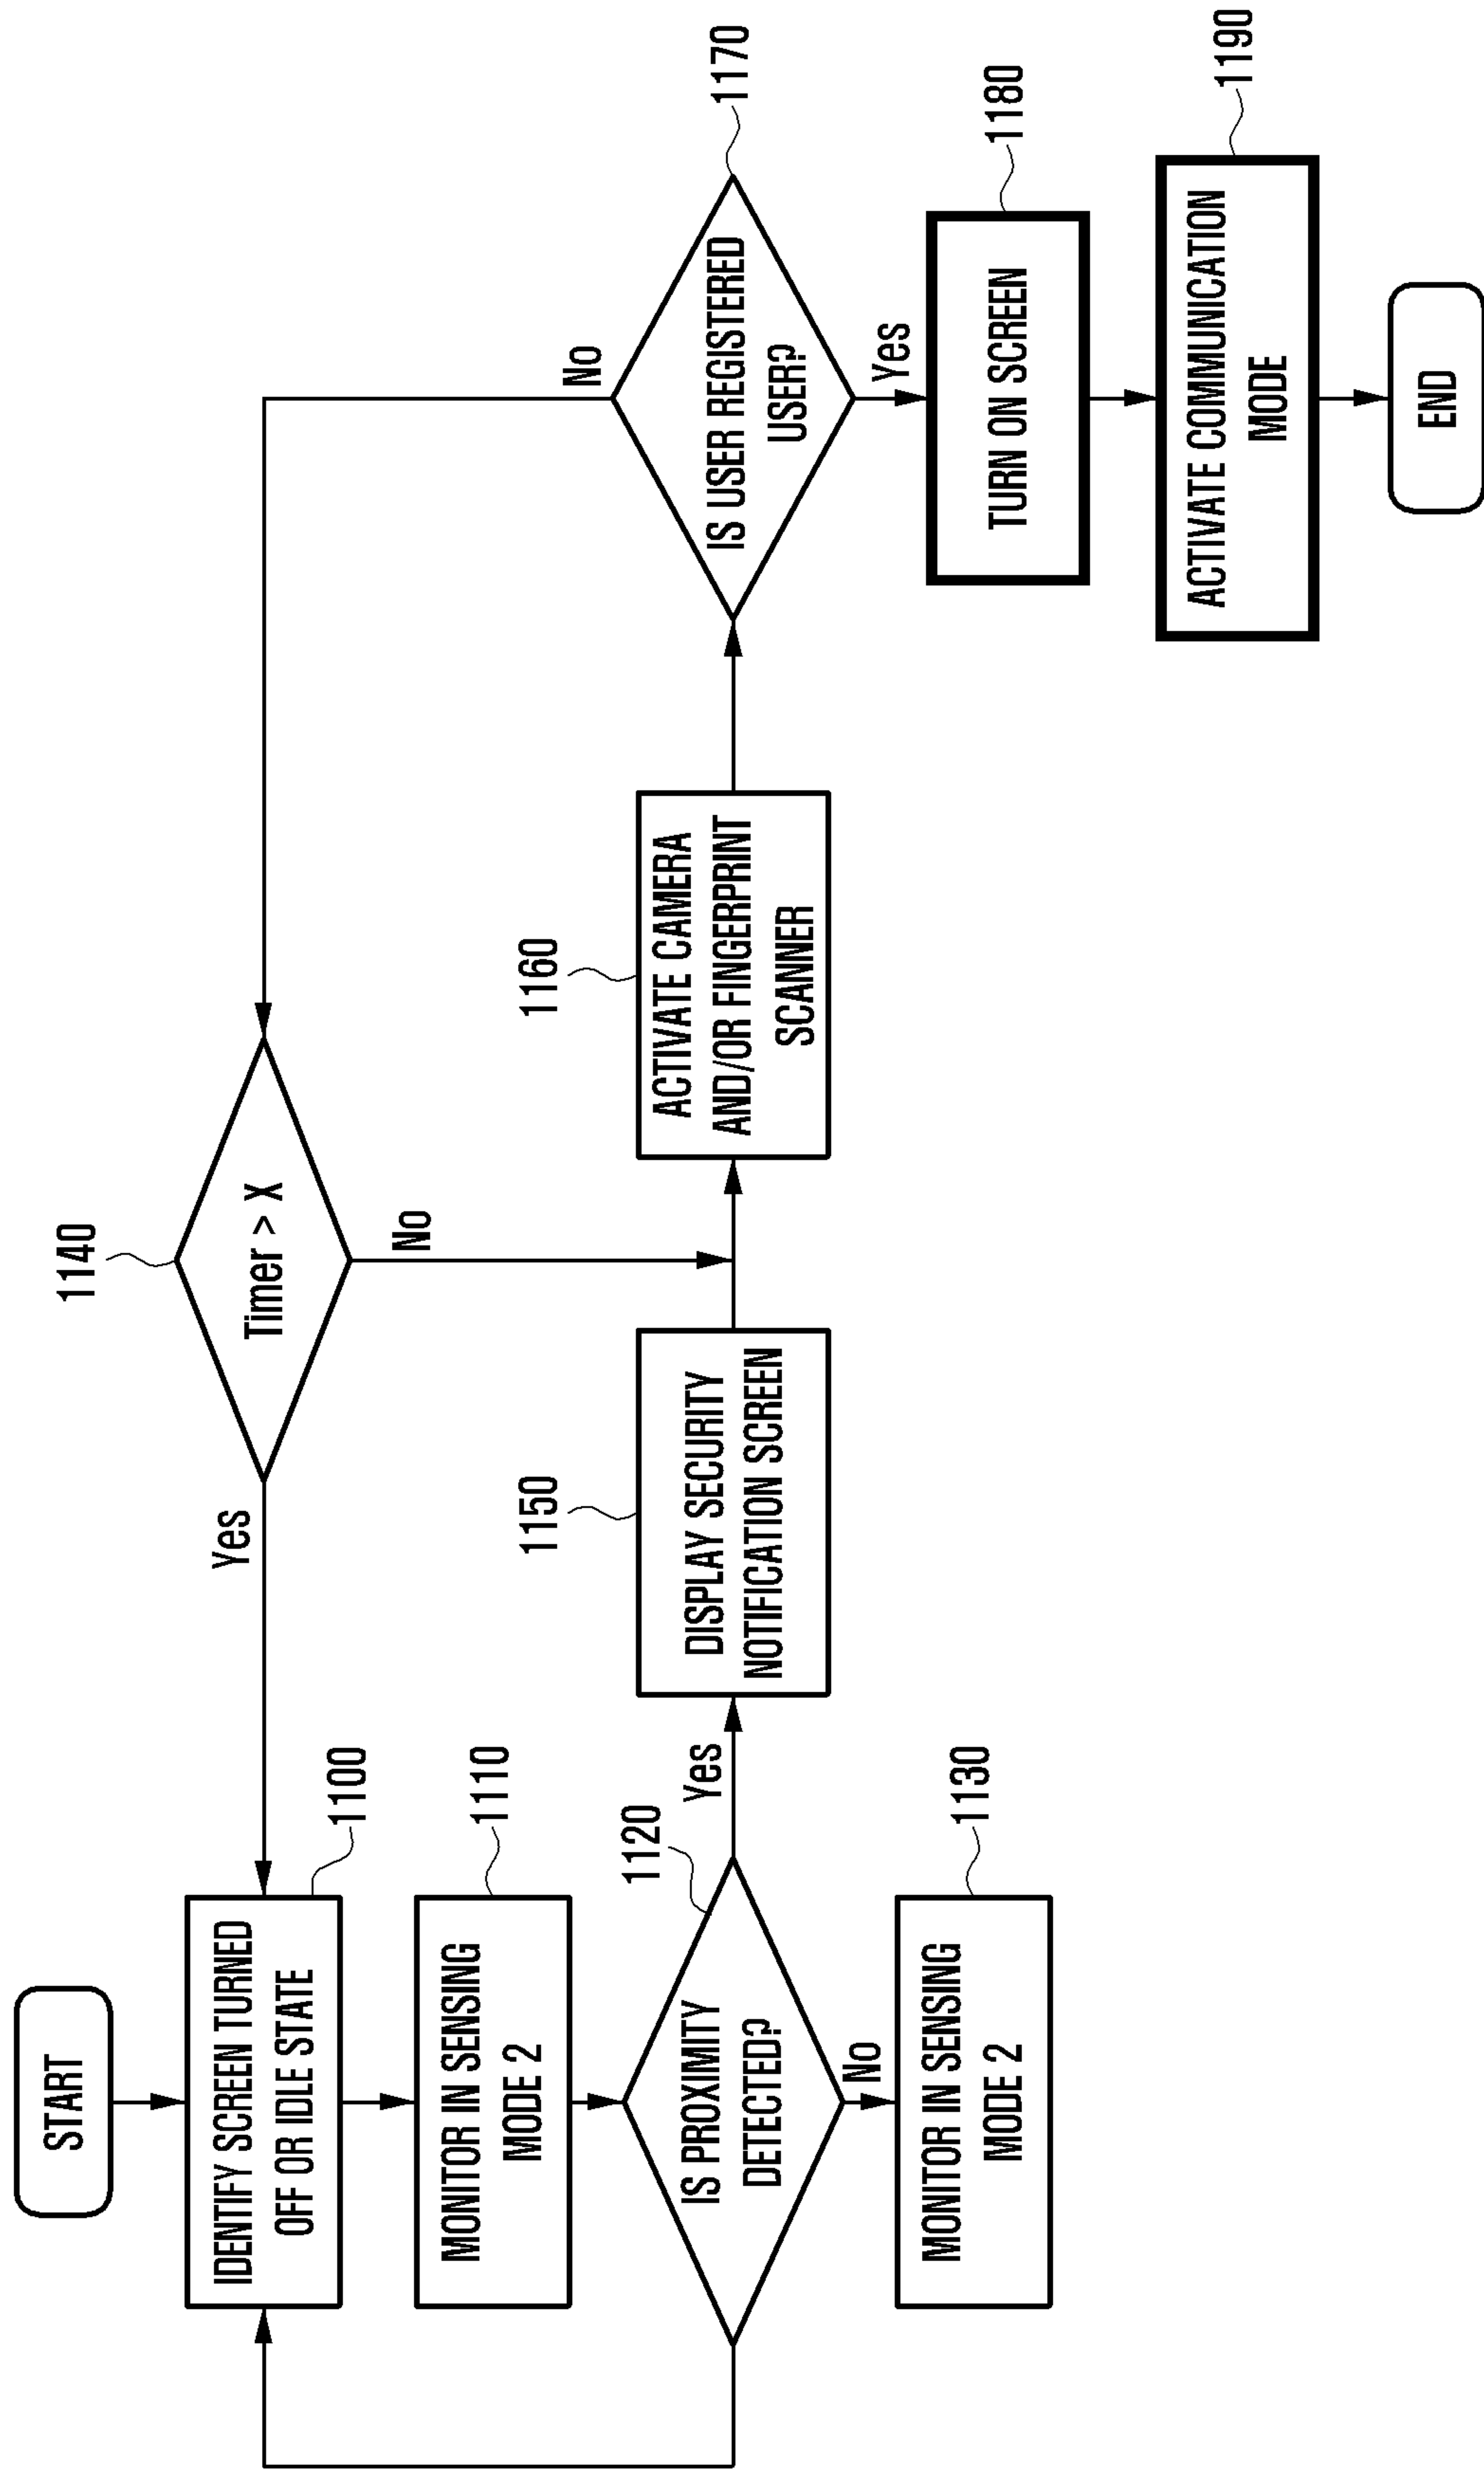 START
IDENTIFY SCREEN TURNED
OFF OR IDLE STATE
1100
MONITOR IN SENSING
MODE 2
1110
IS PROXIMITY
DETECTED?
1120
Yes
No
MONITOR IN SENSING
MODE 2
1130
Timer > X
1140
Yes
No
DISPLAY SECURITY
NOTIFICATION SCREEN
1150
ACTIVATE CAMERA
AND/OR FINGERPRINT
SCANNER
1160
IS USER REGISTERED
USER?
1170
No
Yes
TURN ON SCREEN
1180
ACTIVATE COMMUNICATION
MODE
1190
END